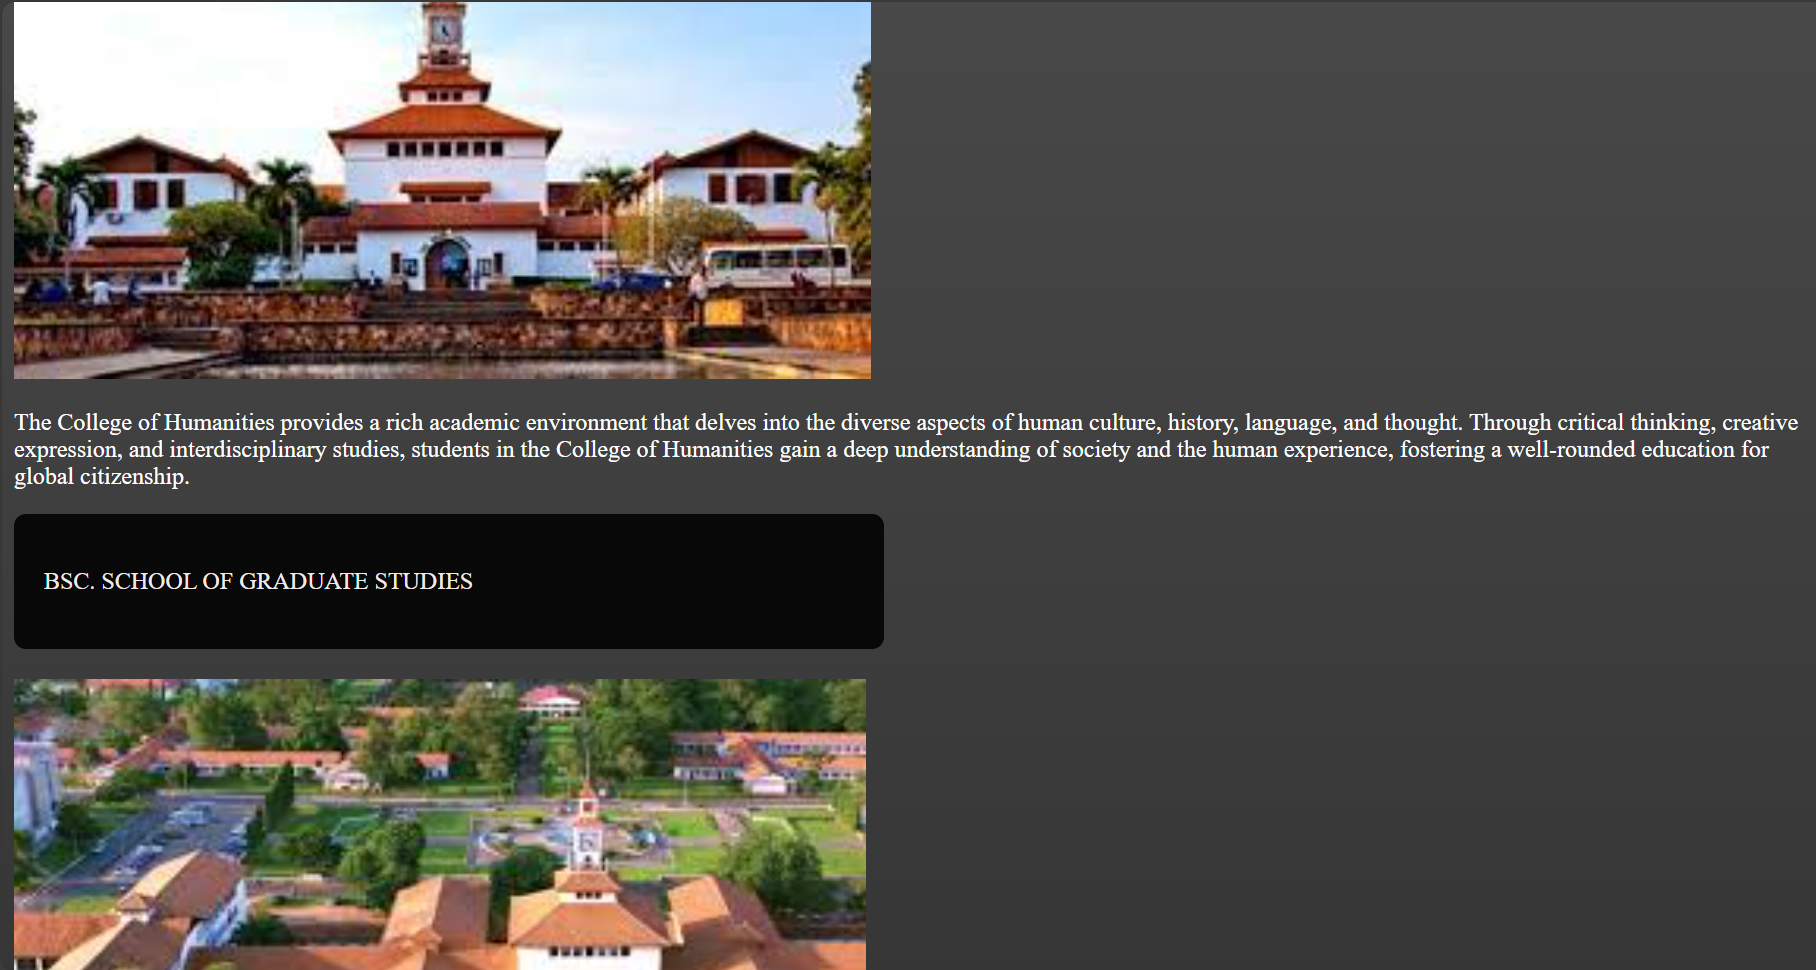 The College of Humanities provides a rich academic environment that delves into the diverse aspects of human culture, history, language, and thought. Through critical thinking, creative
expression, and interdisciplinary studies, students in the College of Humanities gain a deep understanding of society and the human experience, fostering a well-rounded education for
global citizenship.
BSC. SCHOOL OF GRADUATE STUDIES